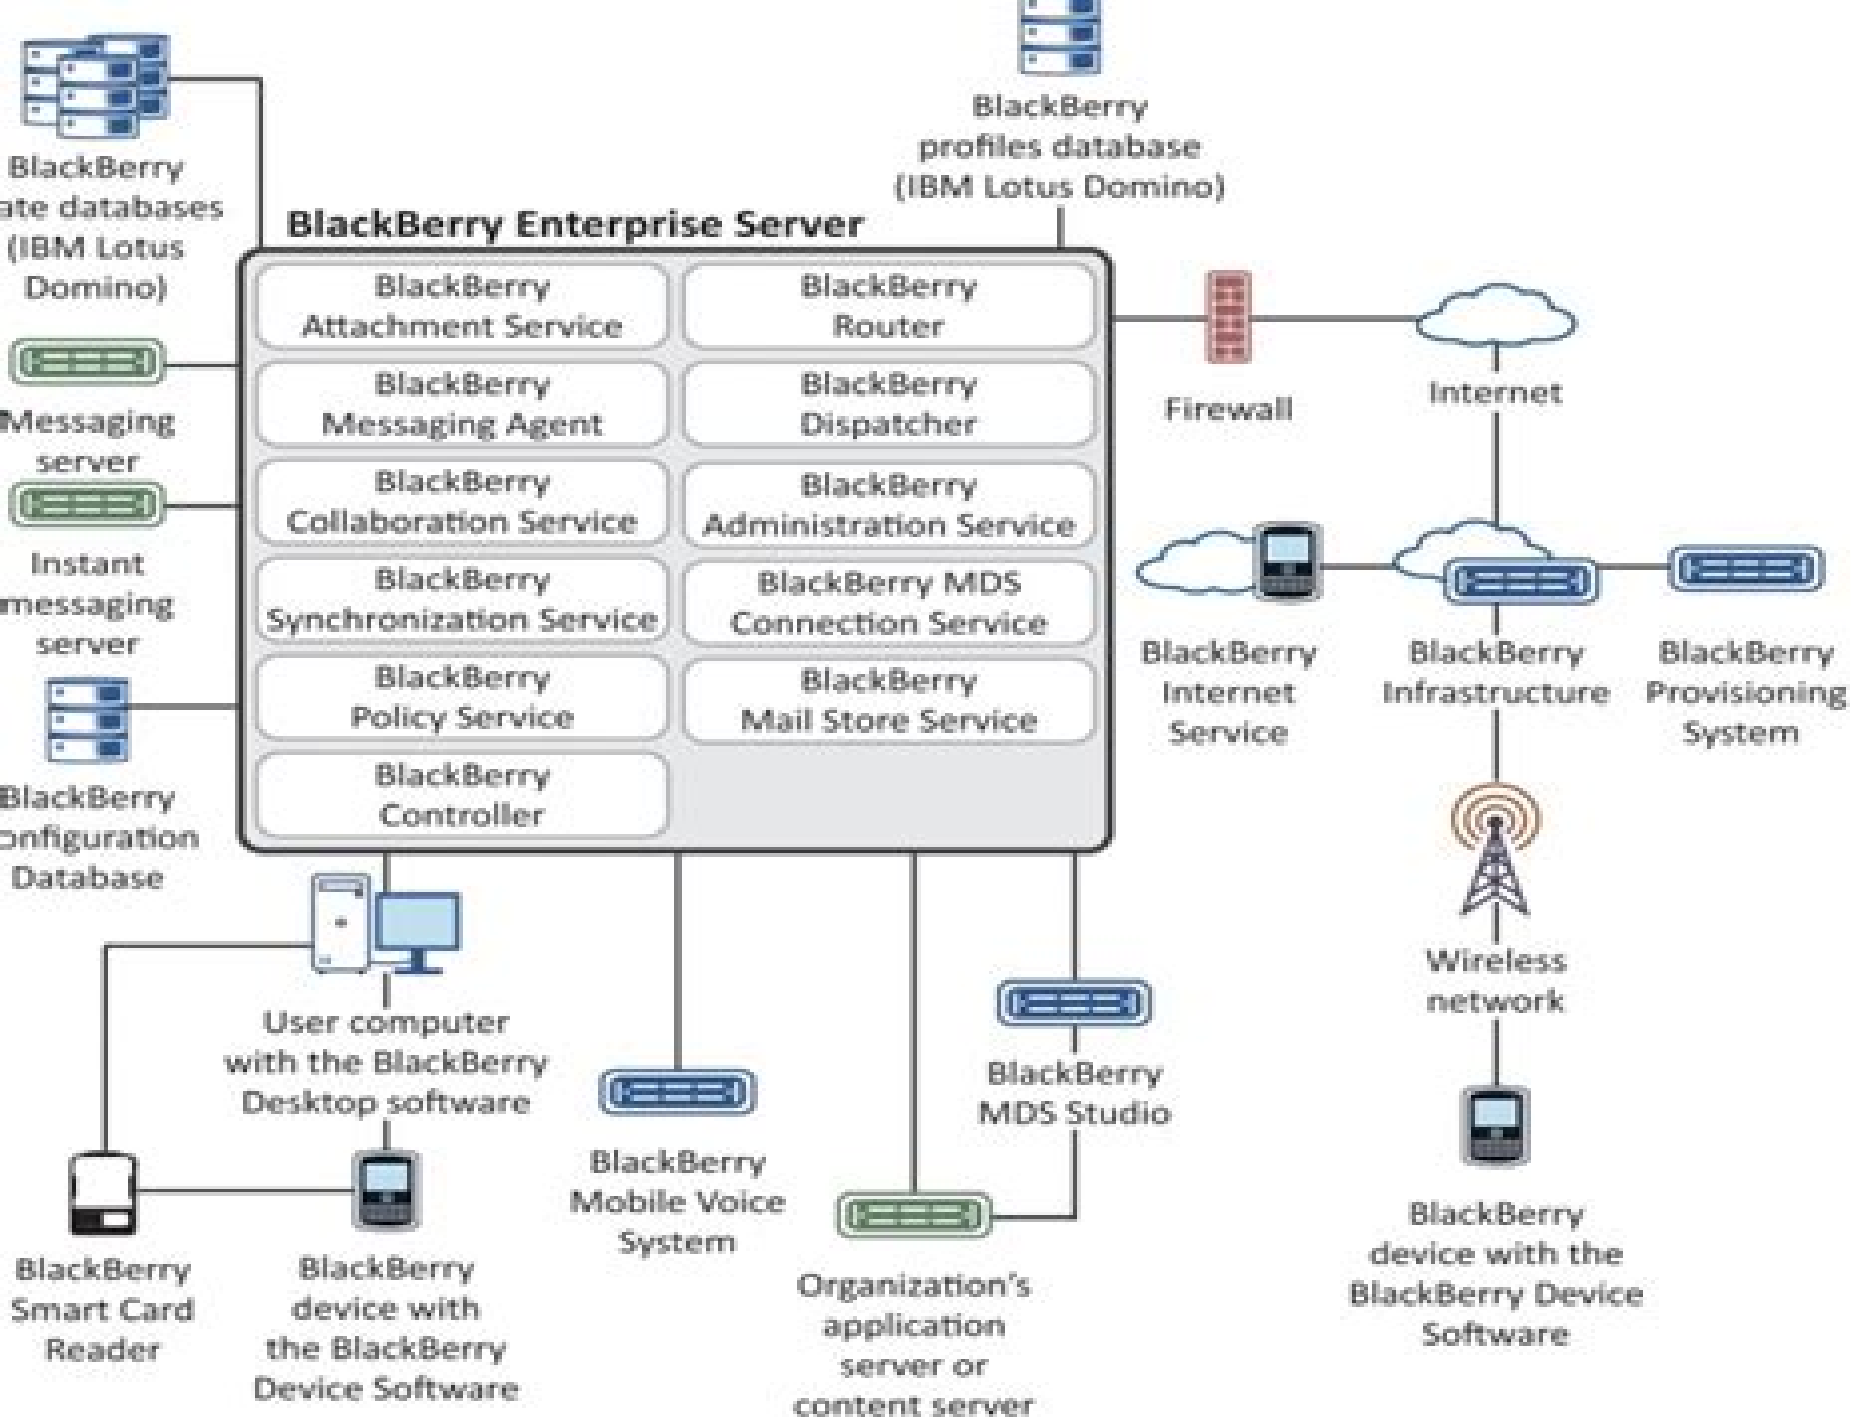 BlackBerry
ate databases
(IBM Lotus
Domino)
BlackBerry
profiles database
(IBM Lotus Domino)
BlackBerry Enterprise Server
BlackBerry
Attachment Service
BlackBerry
Router
BlackBerry
Messaging Agent
BlackBerry
Dispatcher
BlackBerry
Collaboration Service
BlackBerry
Administration Service
BlackBerry
Synchronization Service
BlackBerry MDS
Connection Service
BlackBerry
Policy Service
BlackBerry
Mail Store Service
BlackBerry
Controller
Messaging
server
Instant
messaging
server
BlackBerry
onfiguration
Database
Firewall
Internet
BlackBerry
Internet
Service
BlackBerry
Infrastructure
BlackBerry
Provisioning
System
Wireless
network
BlackBerry
device with the
BlackBerry Device
Software
User computer
with the BlackBerry
Desktop software
BlackBerry
Smart Card
Reader
BlackBerry
device with
the BlackBerry
Device Software
BlackBerry
Mobile Voice
System
BlackBerry
MDS Studio
Organization's
application
server or
content server